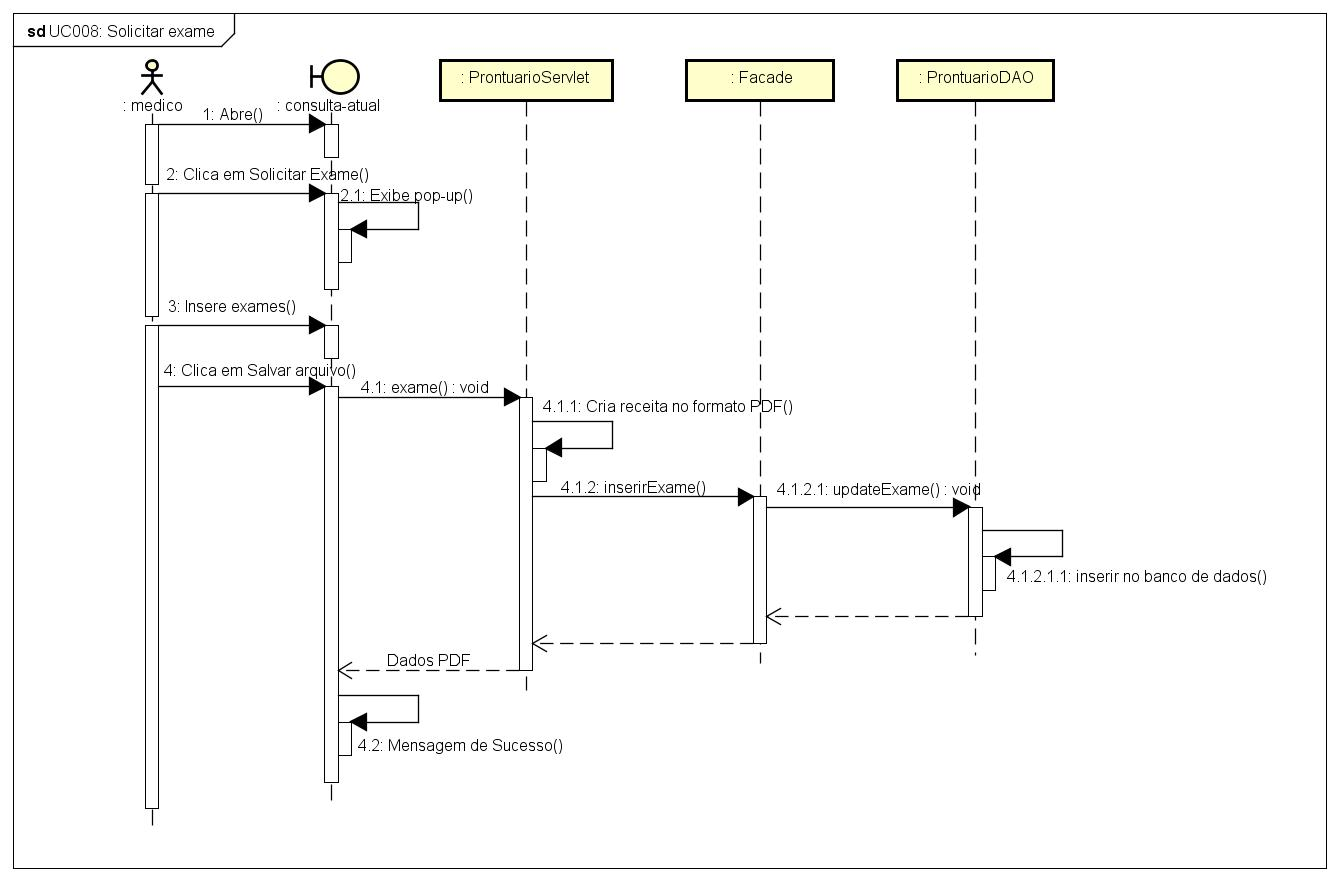 sd UC008: Solicitar exame
: medico
: consulta-atual
: ProntuarioServlet
: Facade
: ProntuarioDAO
1: Abre()
2: Clica em Solicitar Exame()
2.1: Exibe pop-up()
3: Insere exames()
4: Clica em Salvar arquivo()
4.1: exame() : void
4.1.1: Cria receita no formato PDF()
4.1.2: inserirExame()
4.1.2.1: updateExame() : void
4.1.2.1.1: inserir no banco de dados()
Dados PDF
4.2: Mensagem de Sucesso()